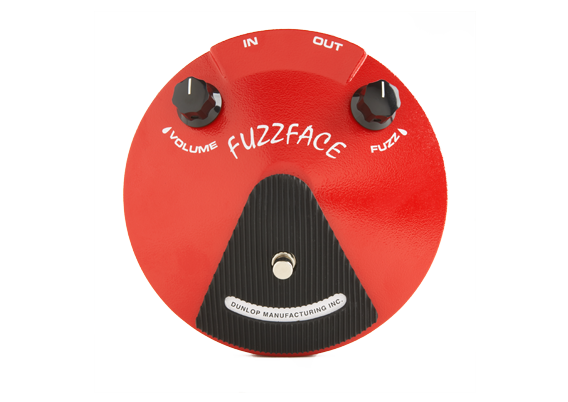 IN OUT
VOLUME
FUZZFACE
FUZZ
DUNLOP MANUFACTURING INC.